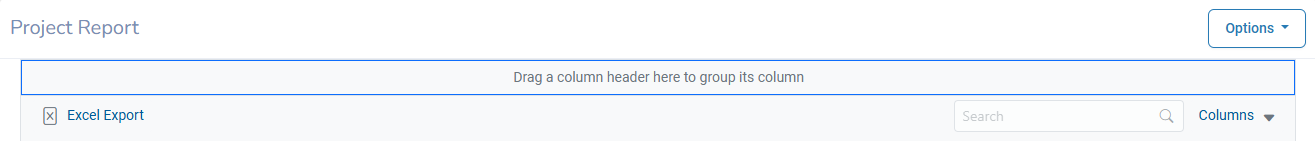 Project Report
Options
Drag a column header here to group its column
Excel Export
Search
Columns